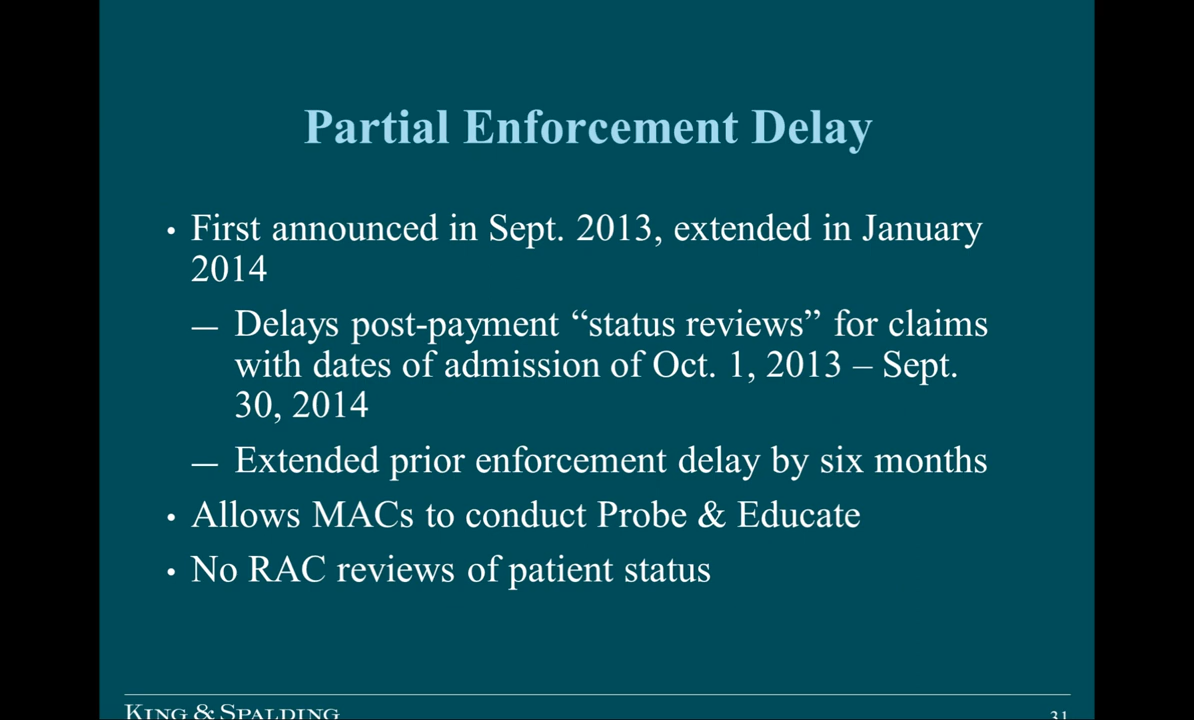 Partial Enforcement Delay
• First announced in Sept. 2013, extended in January
2014
— Delays post-payment “status reviews” for claims
with dates of admission of Oct. 1, 2013 – Sept.
30, 2014
— Extended prior enforcement delay by six months
• Allows MACs to conduct Probe & Educate
• No RAC reviews of patient status
KING & SPALDING
31